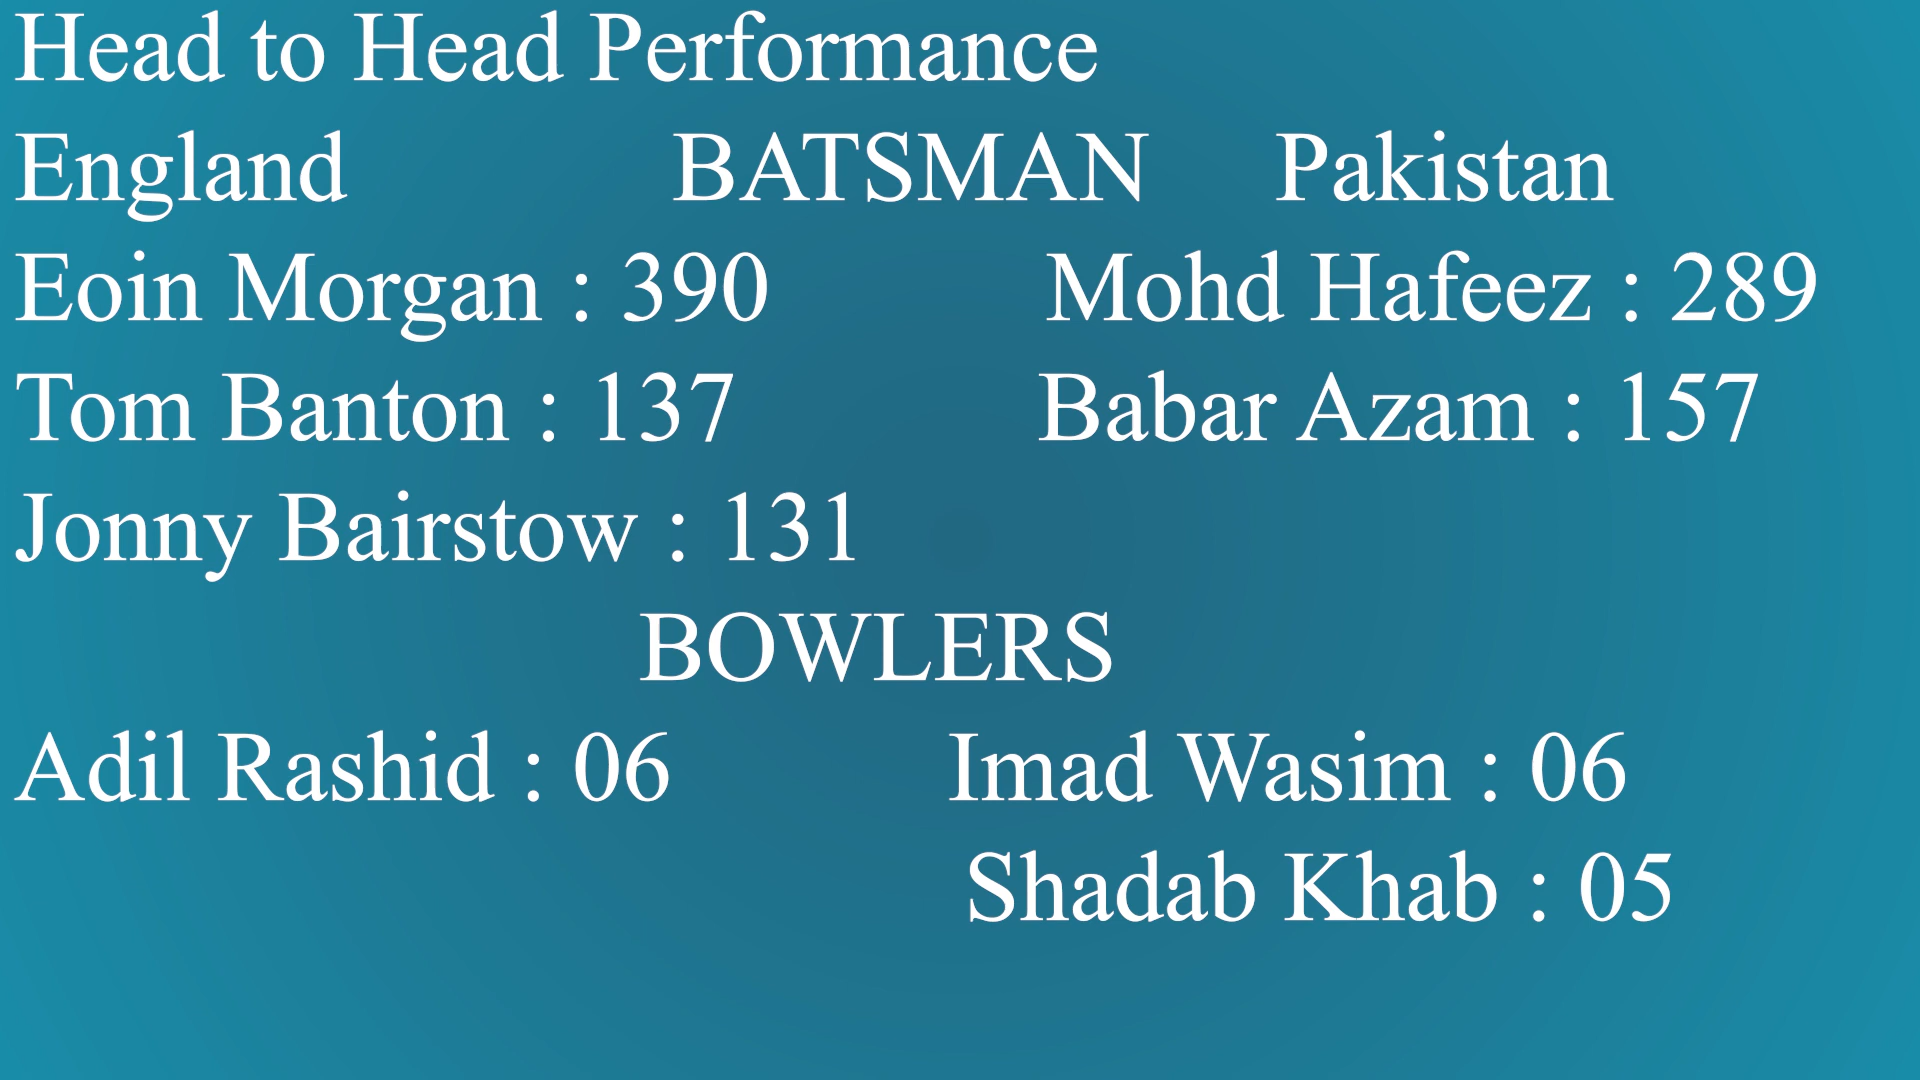 Head to Head Performance
England BATSMAN Pakistan
Eoin Morgan : 390 Mohd Hafeez : 289
Tom Banton : 137 Babar Azam : 157
Jonny Bairstow : 131
BOWLERS
Adil Rashid : 06 Imad Wasim : 06
Shadab Khab : 05